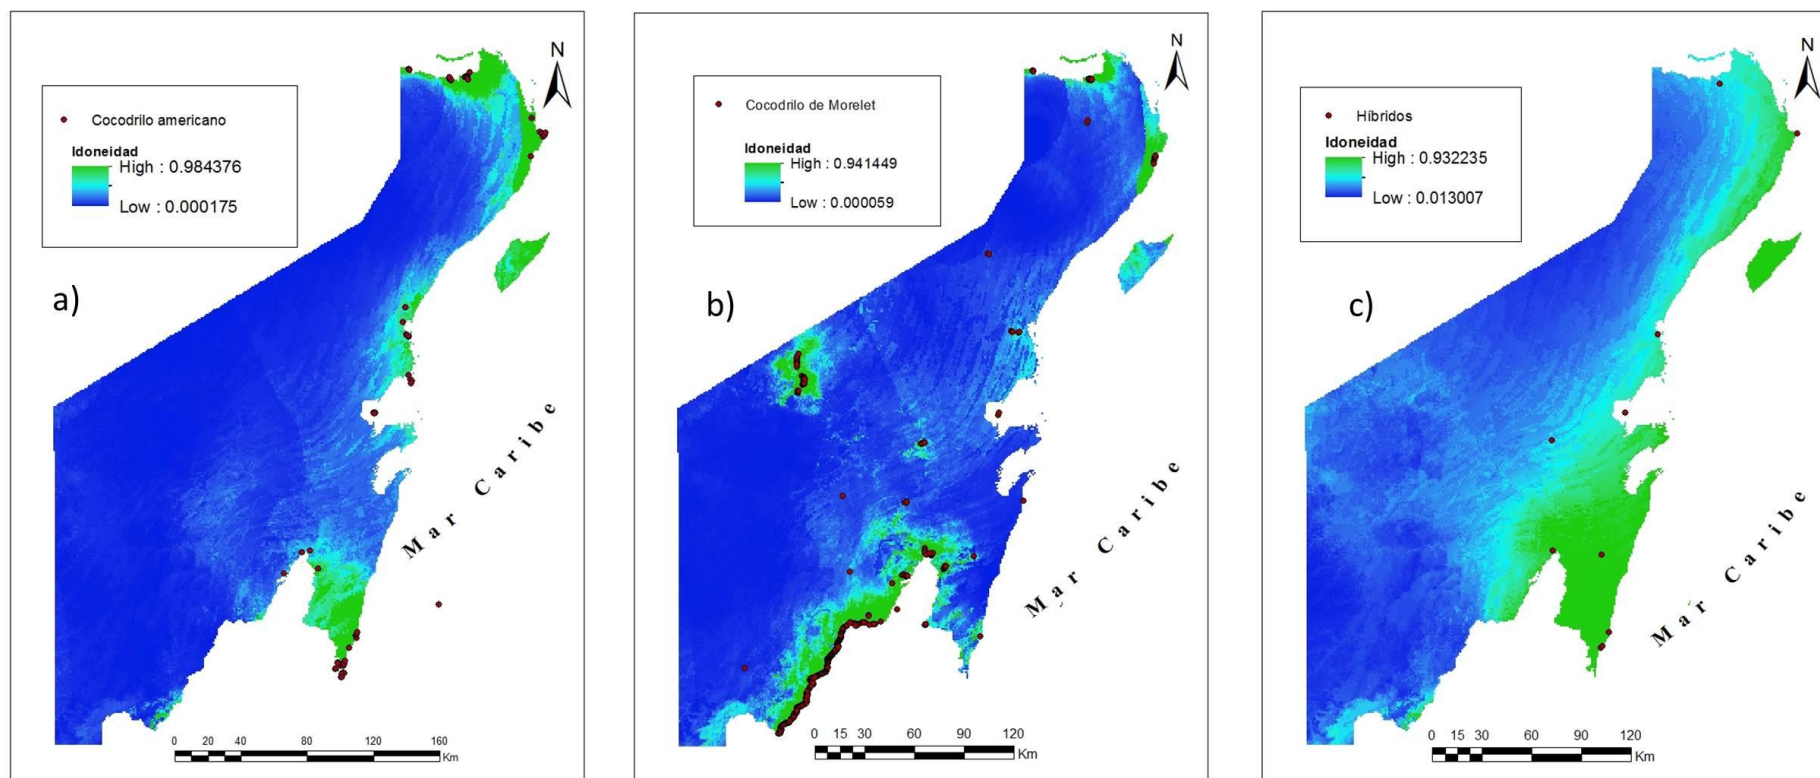 N
Cocodrilo americano
Idoneidad
High : 0.984376
Low : 0.000175
a)
Mar Caribe
0 20 40 80 120 160
Km
N
Cocodrilo de Morelet
Idoneidad
High : 0.941449
Low : 0.000059
b)
Mar Caribe
0 15 30 60 90 120
Km
N
Híbridos
Idoneidad
High : 0.932235
Low : 0.013007
c)
Mar Caribe
0 15 30 60 90 120
Km